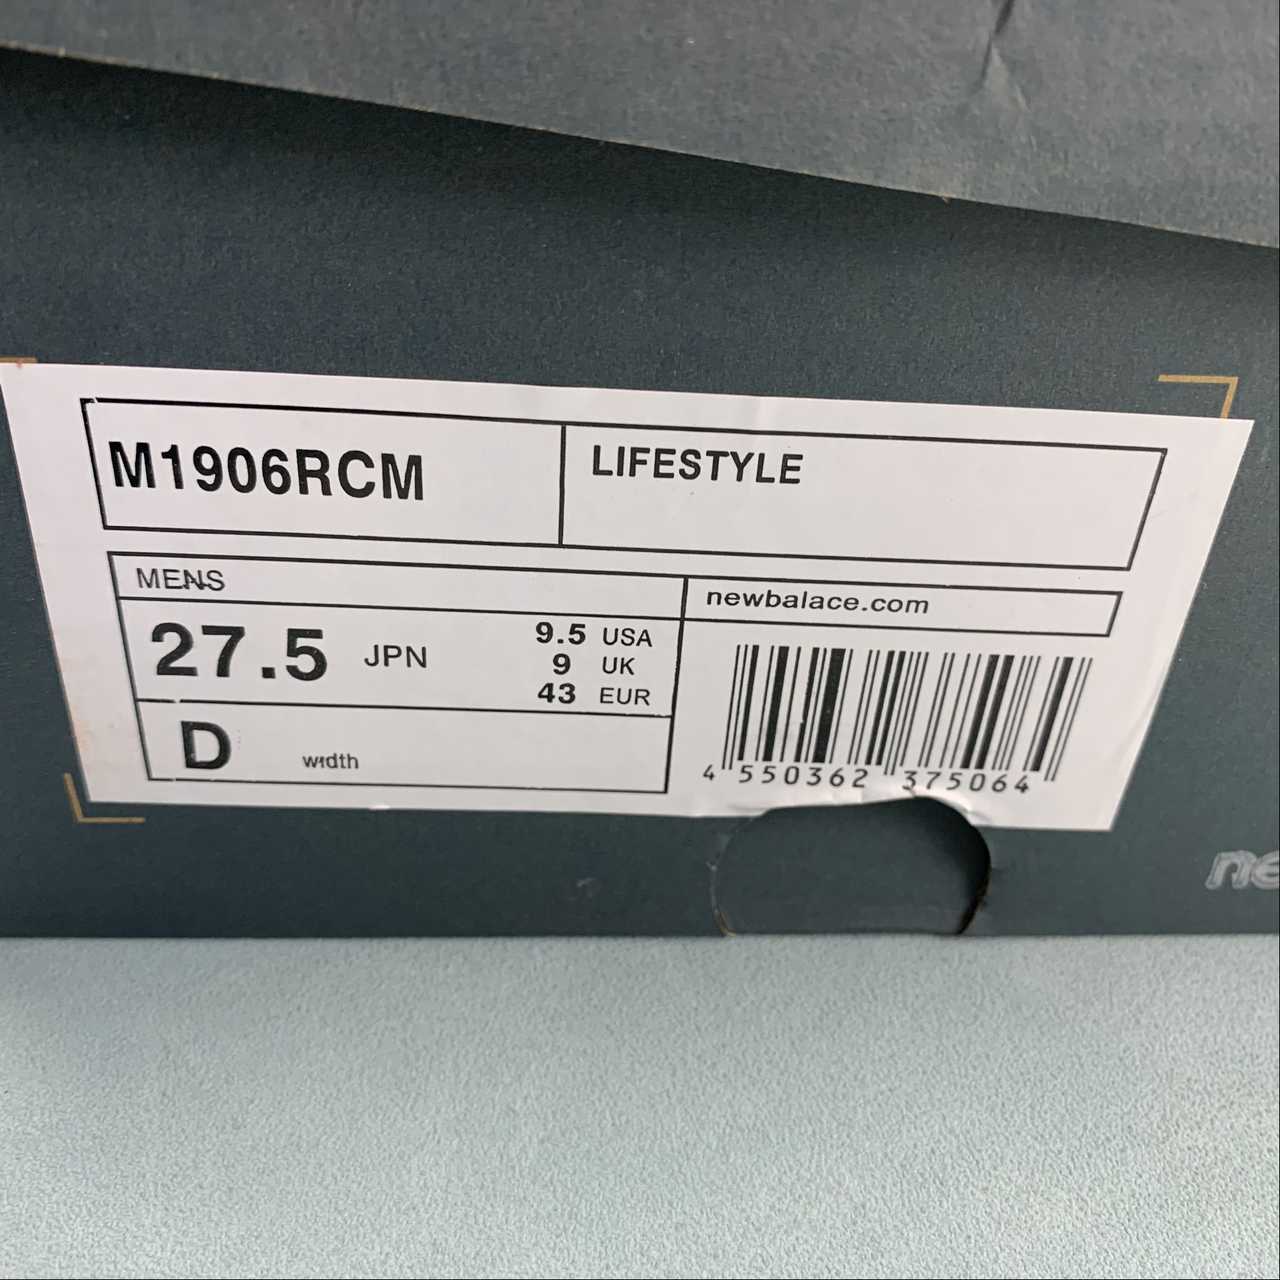 M1906RCM
LIFESTYLE
MENS
newbalace.com
27.5 JPN
9.5 USA
9 UK
43 EUR
D width
4 550362 375064
ne